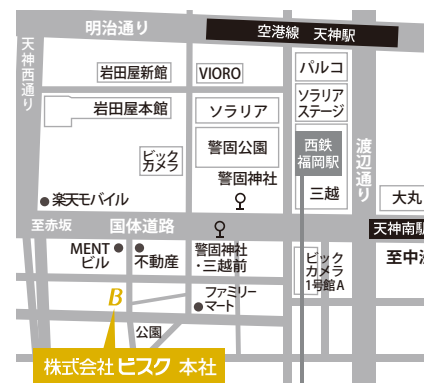 明治通り
空港線 天神駅
天神西通り
岩田屋新館
VIORO
パルコ
岩田屋本館
ソラリア
ソラリア
ステージ
ビック
カメラ
警固公園
西鉄
福岡駅
渡辺通り
警固神社
三越
大丸
楽天モバイル
至赤坂
国体道路
天神南駅
MENT
ビル
不動産
警固神社
・三越前
ビック
カメラ
1号館A
至中洲
B
ファミリー
マート
公園
株式会社 ビスク 本社